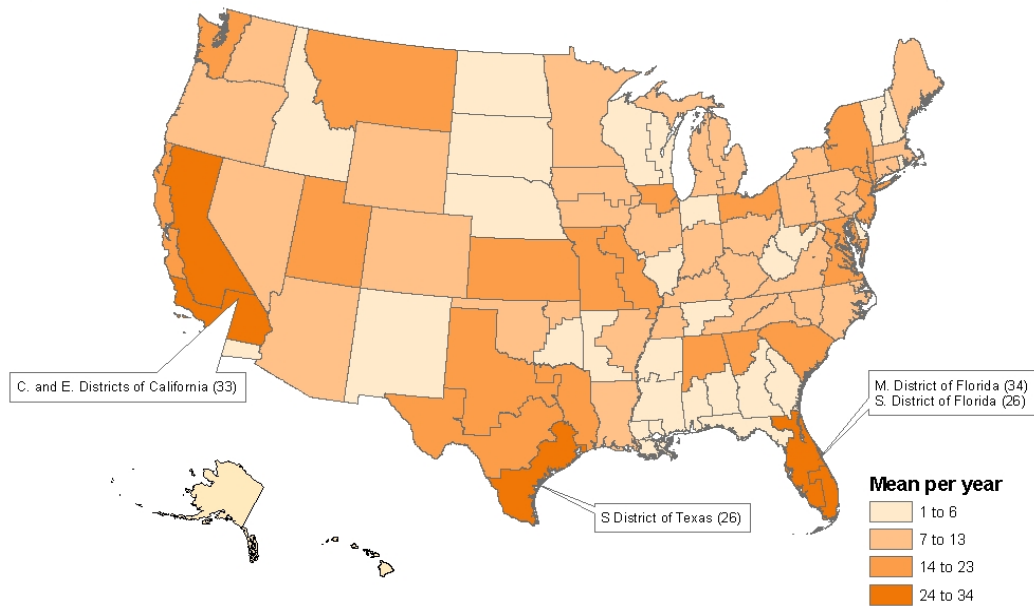 C. and E. Districts of California (33)
M. District of Florida (34)
S. District of Florida (26)
S District of Texas (26)
Mean per year
1 to 6
7 to 13
14 to 23
24 to 34